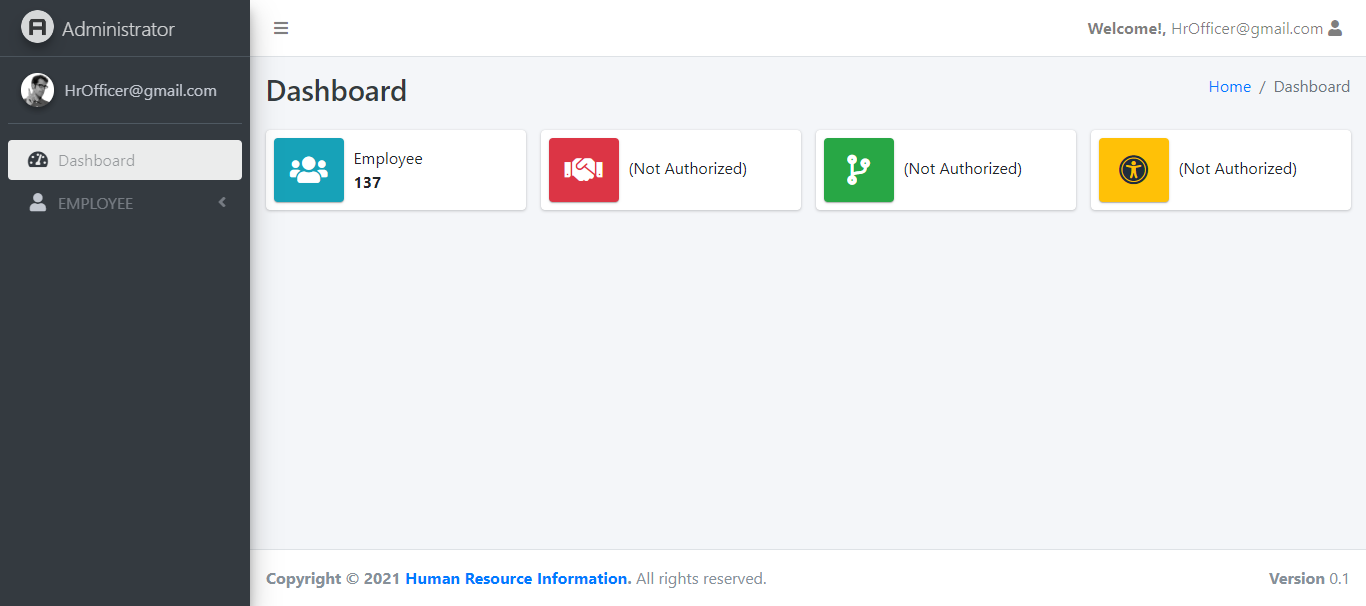 Administrator
Welcome!, HrOfficer@gmail.com
HrOfficer@gmail.com
Dashboard
Home / Dashboard
Dashboard
EMPLOYEE
Employee
137
(Not Authorized)
(Not Authorized)
(Not Authorized)
Copyright © 2021 Human Resource Information. All rights reserved.
Version 0.1